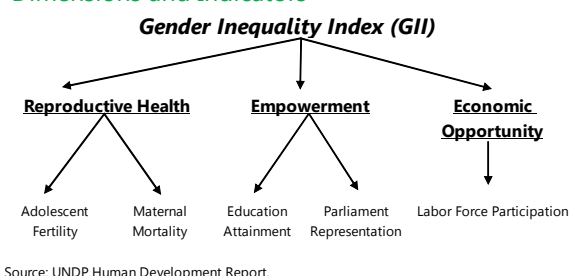 Gender Inequality Index (GII)
Reproductive Health
Empowerment
Economic
Opportunity
Adolescent
Fertility
Maternal
Mortality
Education
Attainment
Parliament
Representation
Labor Force Participation
Source: UNDP Human Development Report.